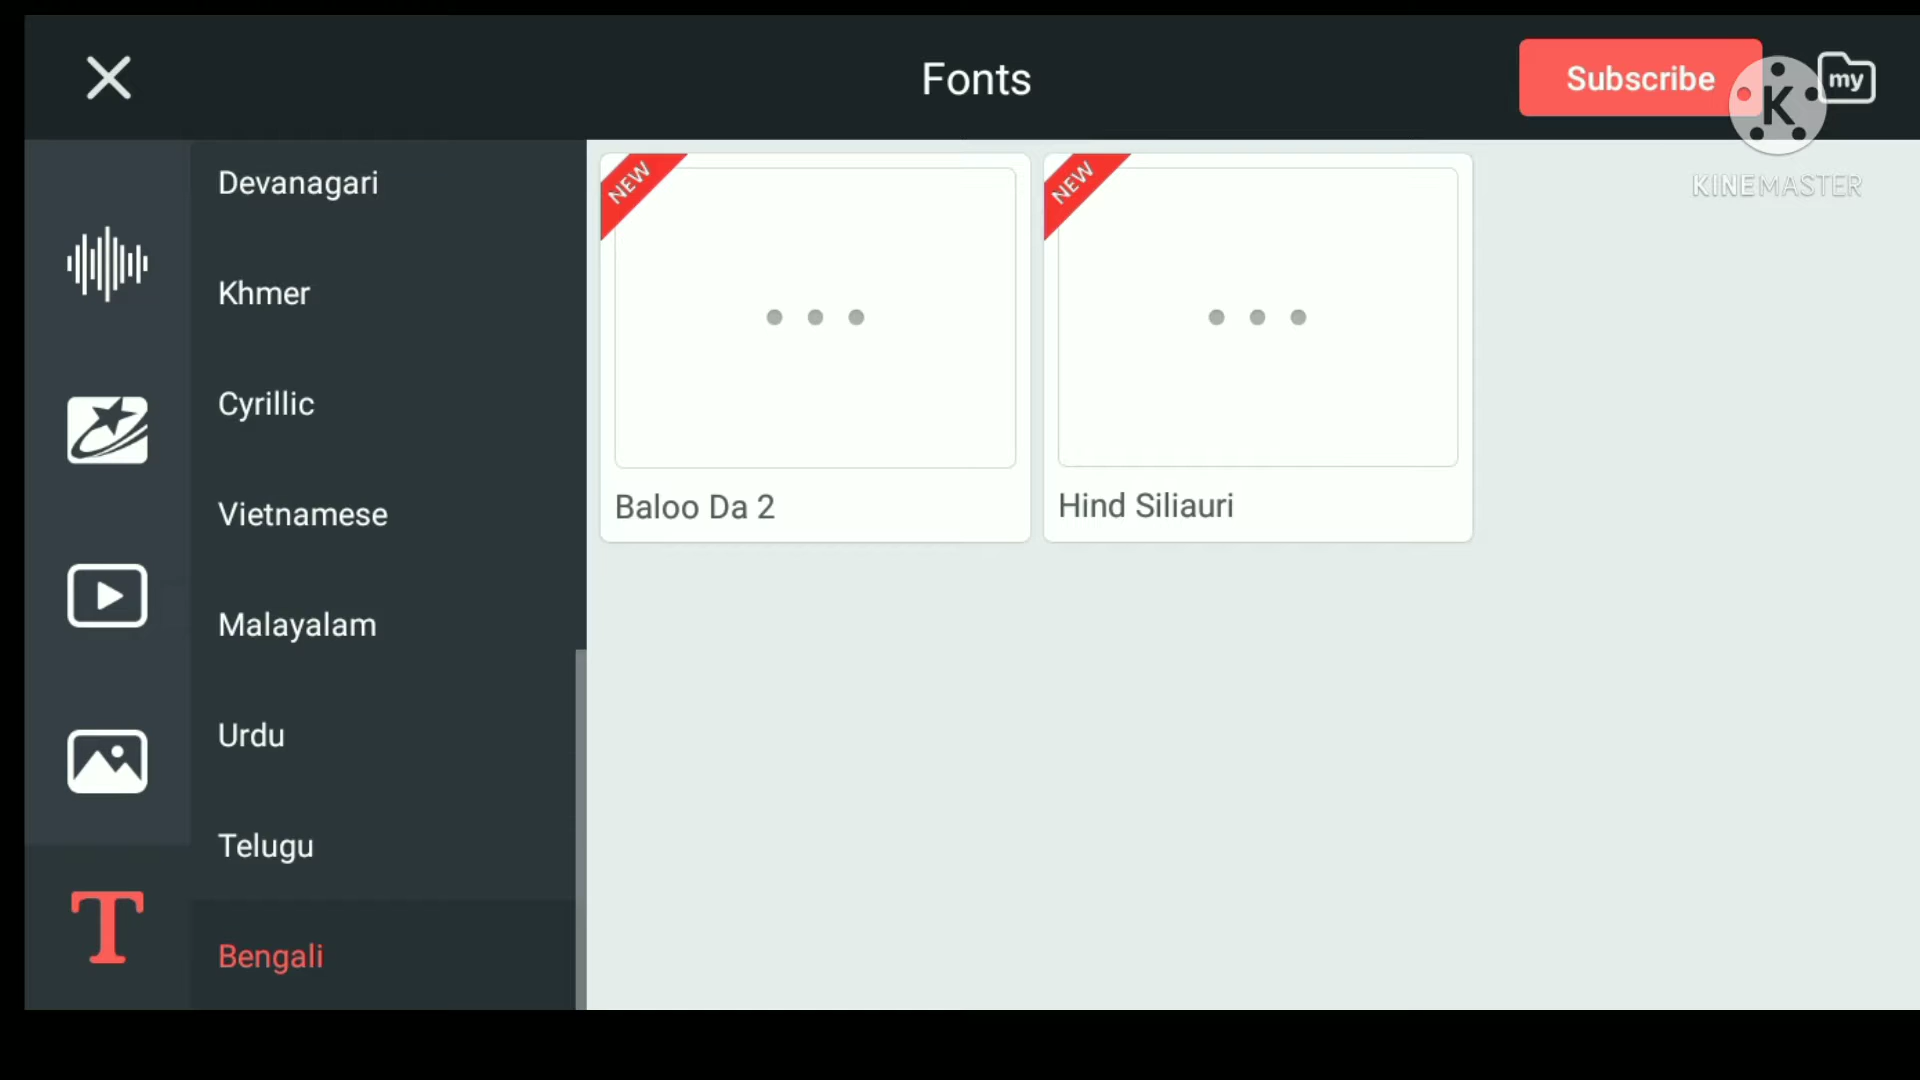 Fonts
Subscribe
my
K
KINEMASTER
Devanagari
Khmer
Cyrillic
Vietnamese
Malayalam
Urdu
Telugu
Bengali
T
NEW
Baloo Da 2
NEW
Hind Siliauri